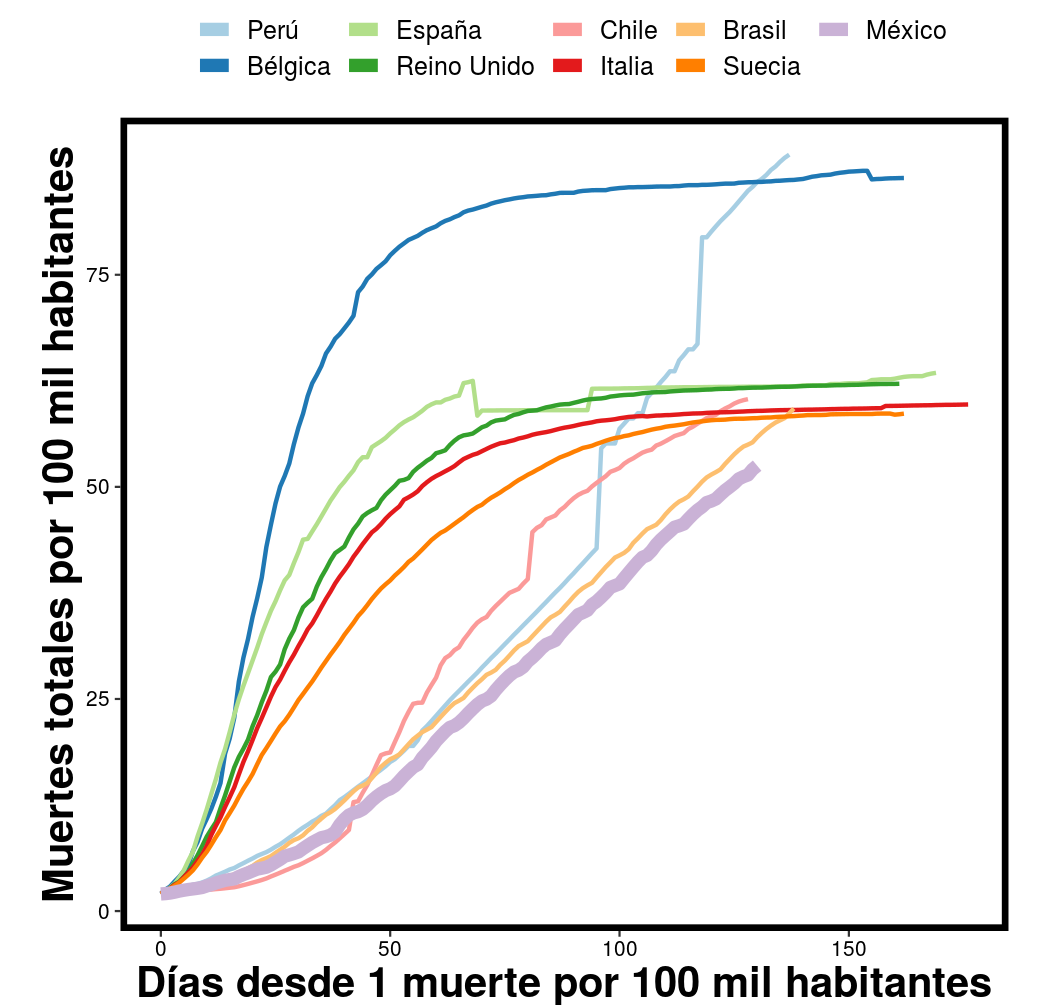 Perú España Chile Brasil México
Bélgica Reino Unido Italia Suecia
Muertes totales por 100 mil habitantes
75
50
25
0
0 50 100 150
Días desde 1 muerte por 100 mil habitantes